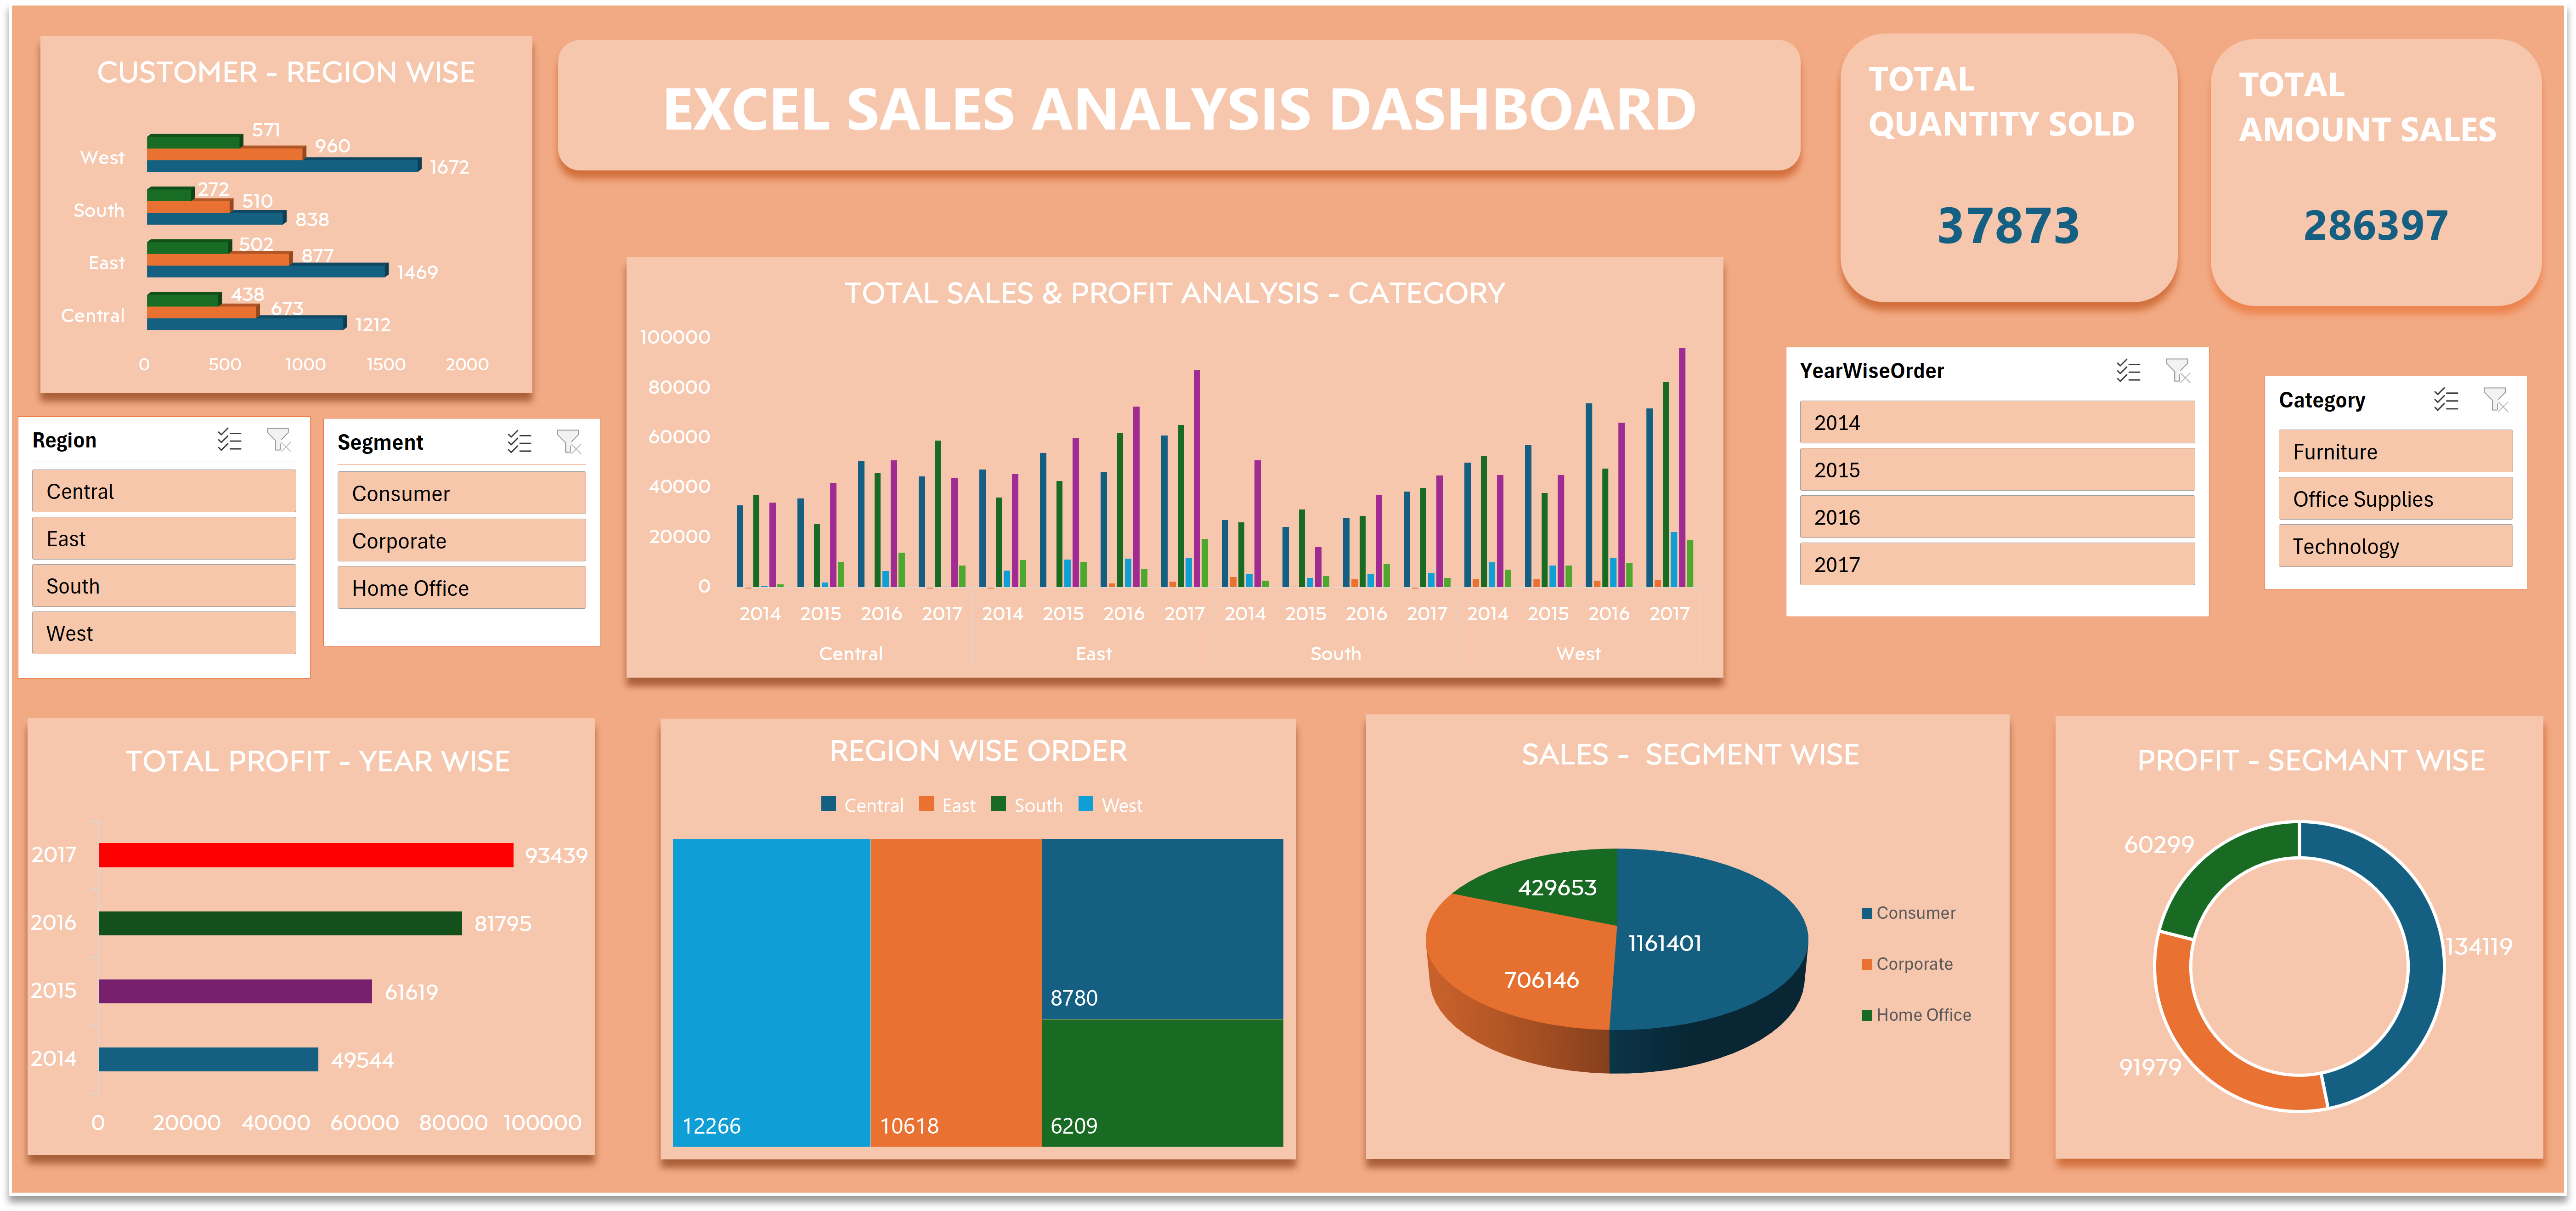 CUSTOMER - REGION WISE
571
West
960
1672
272
South
510
838
502
East
877
1469
438
Central
673
1212
0 500 1000 1500 2000
EXCEL SALES ANALYSIS DASHBOARD
TOTAL
QUANTITY SOLD
37873
TOTAL
AMOUNT SALES
286397
Region
Central
East
South
West
Segment
Consumer
Corporate
Home Office
TOTAL SALES & PROFIT ANALYSIS - CATEGORY
100000
80000
60000
40000
20000
0
2014 2015 2016 2017 2014 2015 2016 2017 2014 2015 2016 2017 2014 2015 2016 2017
Central East South West
YearWiseOrder
2014
2015
2016
2017
Category
Furniture
Office Supplies
Technology
TOTAL PROFIT - YEAR WISE
2017 93439
2016 81795
2015 61619
2014 49544
0 20000 40000 60000 80000 100000
REGION WISE ORDER
Central East South West
8780
12266 10618 6209
SALES - SEGMENT WISE
429653
1161401
706146
Consumer
Corporate
Home Office
PROFIT - SEGMANT WISE
60299
134119
91979